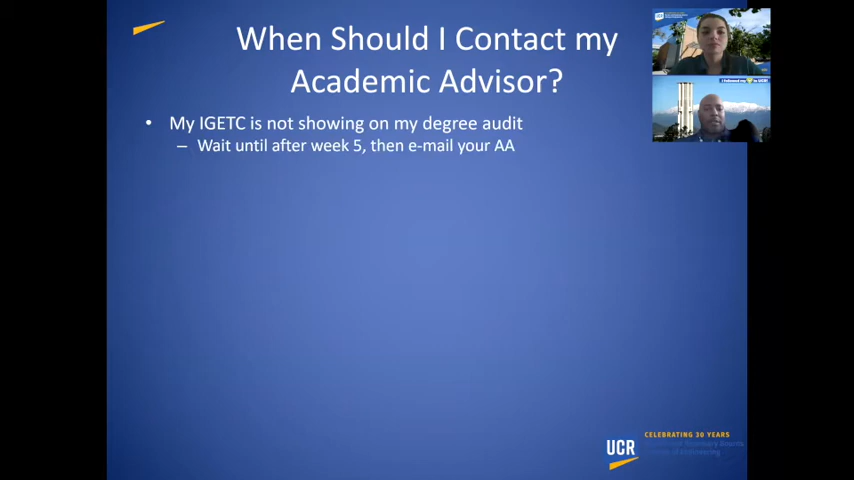 When Should I Contact my
Academic Advisor?
• My IGETC is not showing on my degree audit
– Wait until after week 5, then e-mail your AA
UCR
CELEBRATING 30 YEARS